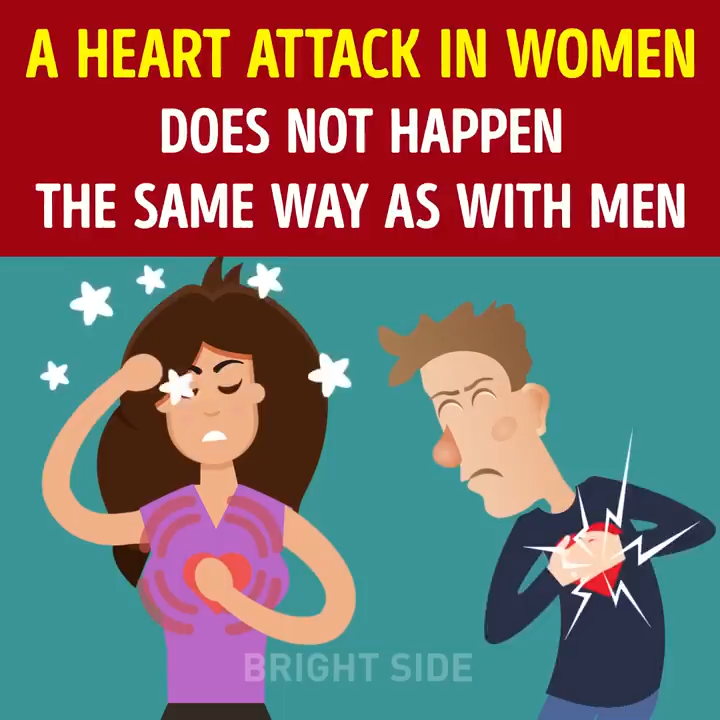 A HEART ATTACK IN WOMEN
DOES NOT HAPPEN
THE SAME WAY AS WITH MEN
BRIGHT SIDE